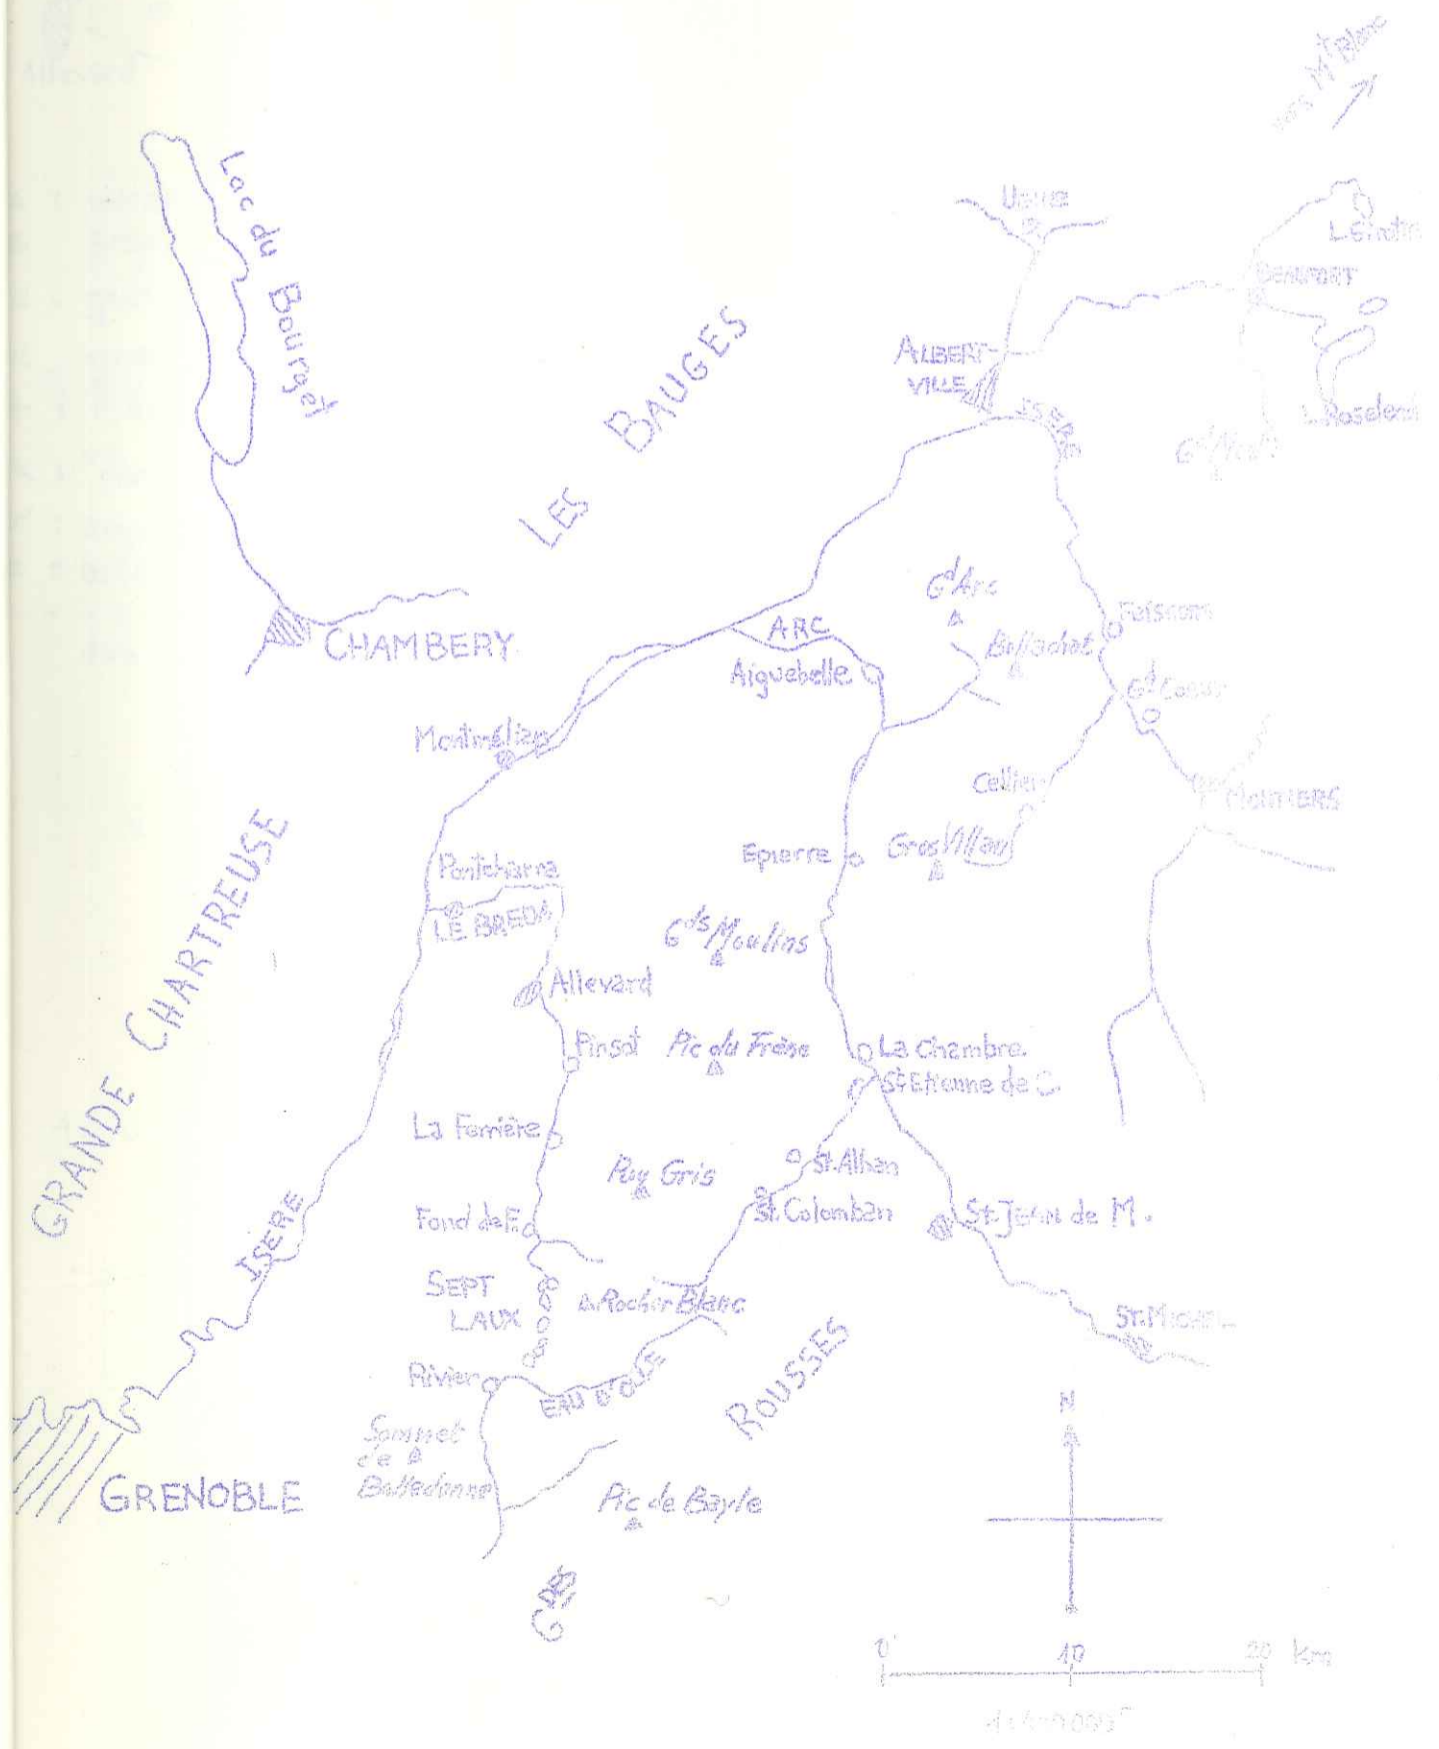 vers Mt Blanc
Lac du Bourget
L.Roselend
BEAUFORT
ALBERT-
VILLE
ISERE
LES BAUGES
Gd Arc
Bellachat
ARC
Aiguebelle
CHAMBERY
Montmélian
Gd Coeur
Cellier
MOUTIERS
Epierre
Gros Villan
Pontcharra
LE BREDA
Gds Moulins
Allevard
Pinsot
Pic du Frêne
La Chambre
St Etienne de C
GRANDE CHARTREUSE
La Ferrière
Puy Gris
St.Alban
St.Colomban
St.JEAN de M.
Fond de F.
ISERE
SEPT
LAUX
Rocher Blanc
ST.MICHEL
Rivier
EAU D'OLLE
Gdes ROUSSES
Sommet
de
Belledonne
GRENOBLE
Pic de Bayle
N
0 10 20 km